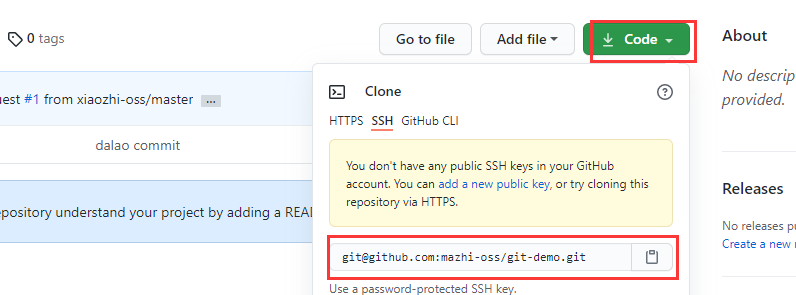 0 tags
Go to file
Add file
Code
About
Clone
No descrip
provided.
uest #1 from xiaozhi-oss/master ...
HTTPS SSH GitHub CLI
dalao commit
You don't have any public SSH keys in your GitHub
account. You can add a new public key, or try cloning this
repository via HTTPS.
Releases
epository understand your project by adding a REA
No releases pu
Create a new r
git@github.com:mazhi-oss/git-demo.git
Use a password-protected SSH key.